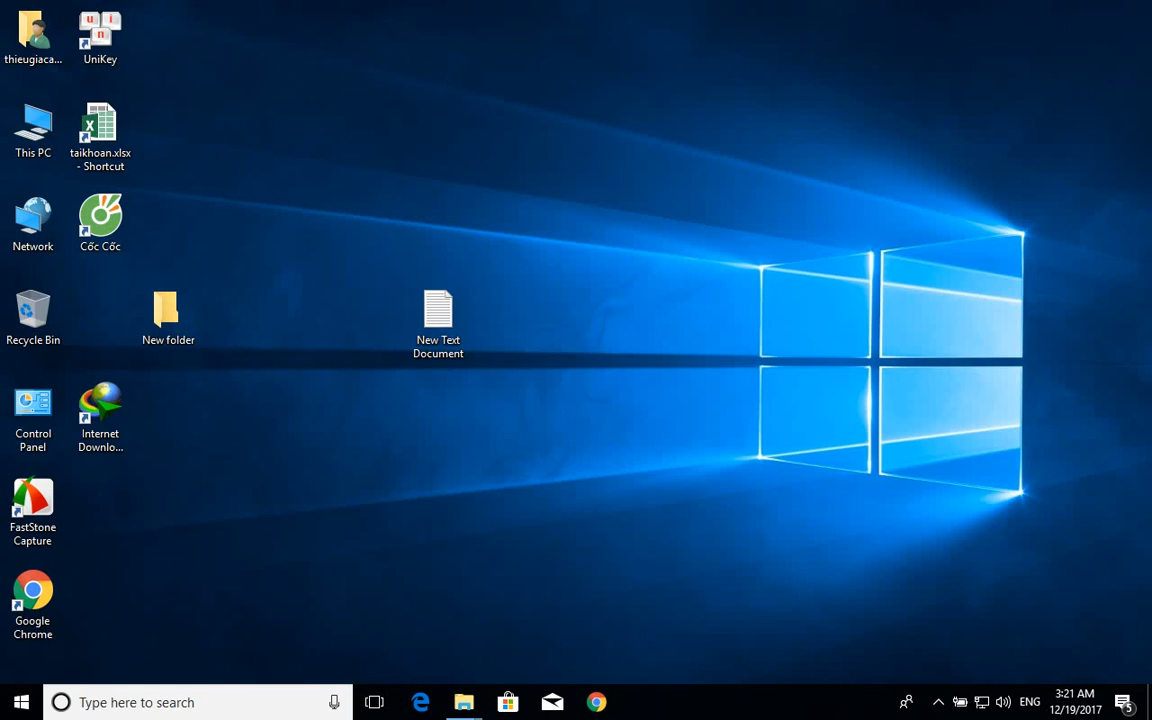 thieugiaca...
UniKey
This PC
taikhoan.xlsx
- Shortcut
Network
Cốc Cốc
Recycle Bin
New folder
New Text
Document
Control
Panel
Internet
Downlo...
FastStone
Capture
Google
Chrome
Type here to search
ENG
3:21 AM
12/19/2017
5